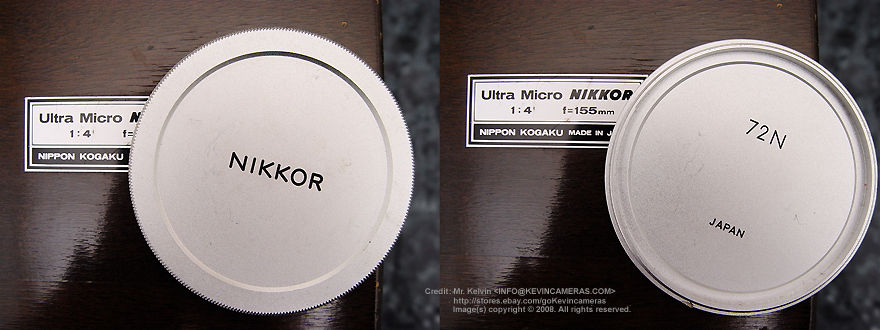 Ultra Micro
1:4
NIPPON KOGAKU
NIKKOR
Ultra Micro NIKKOR
1:4 f=155mm
NIPPON KOGAKU MADE IN
72N
JAPAN
Credit: Mr. Kelvin <INFO@KEVINCAMERAS.COM>
http://stores.ebay.com/goKevincameras
Image(s) copyright © 2008. All rights reserved.